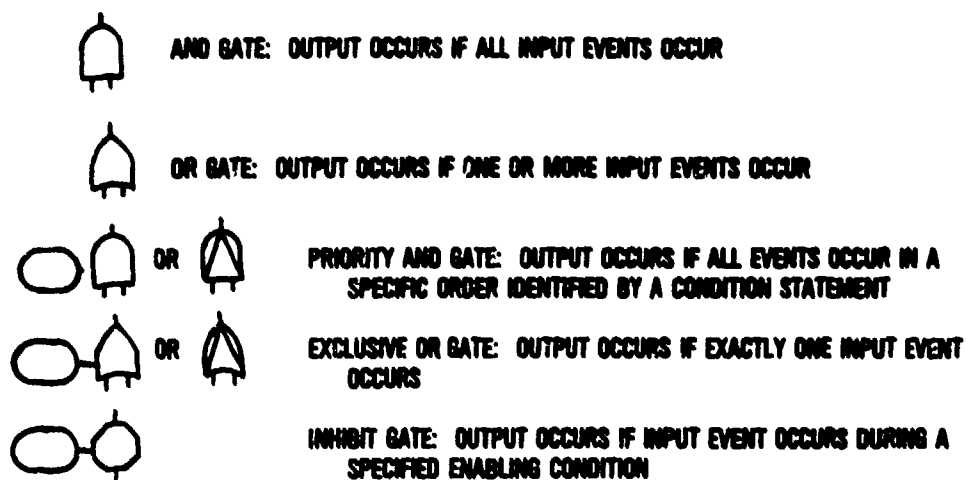 AND GATE: OUTPUT OCCURS IF ALL INPUT EVENTS OCCUR
OR GATE: OUTPUT OCCURS IF ONE OR MORE INPUT EVENTS OCCUR
OR
PRIORITY AND GATE: OUTPUT OCCURS IF ALL EVENTS OCCUR IN A
SPECIFIC ORDER IDENTIFIED BY A CONDITION STATEMENT
OR
EXCLUSIVE OR GATE: OUTPUT OCCURS IF EXACTLY ONE INPUT EVENT
OCCURS
INHIBIT GATE: OUTPUT OCCURS IF INPUT EVENT OCCURS DURING A
SPECIFIED ENABLING CONDITION